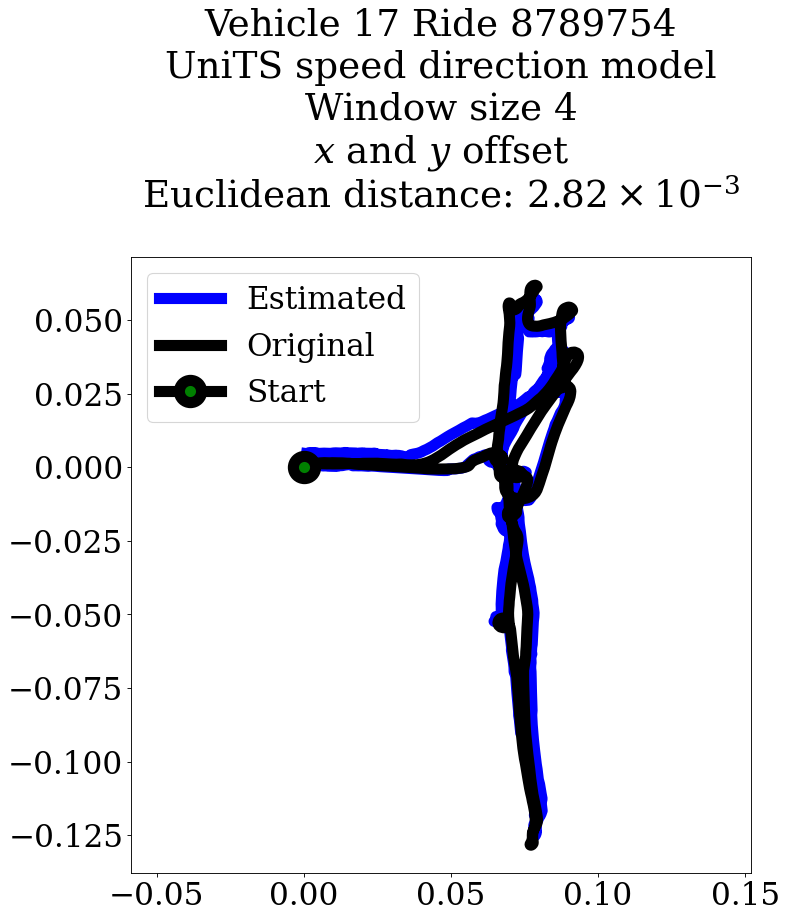 Vehicle 17 Ride 8789754
UniTS speed direction model
Window size 4
x and y offset
Euclidean distance: 2.82 × 10⁻³
Estimated
Original
Start
0.050
0.025
0.000
−0.025
−0.050
−0.075
−0.100
−0.125
−0.05 0.00 0.05 0.10 0.15